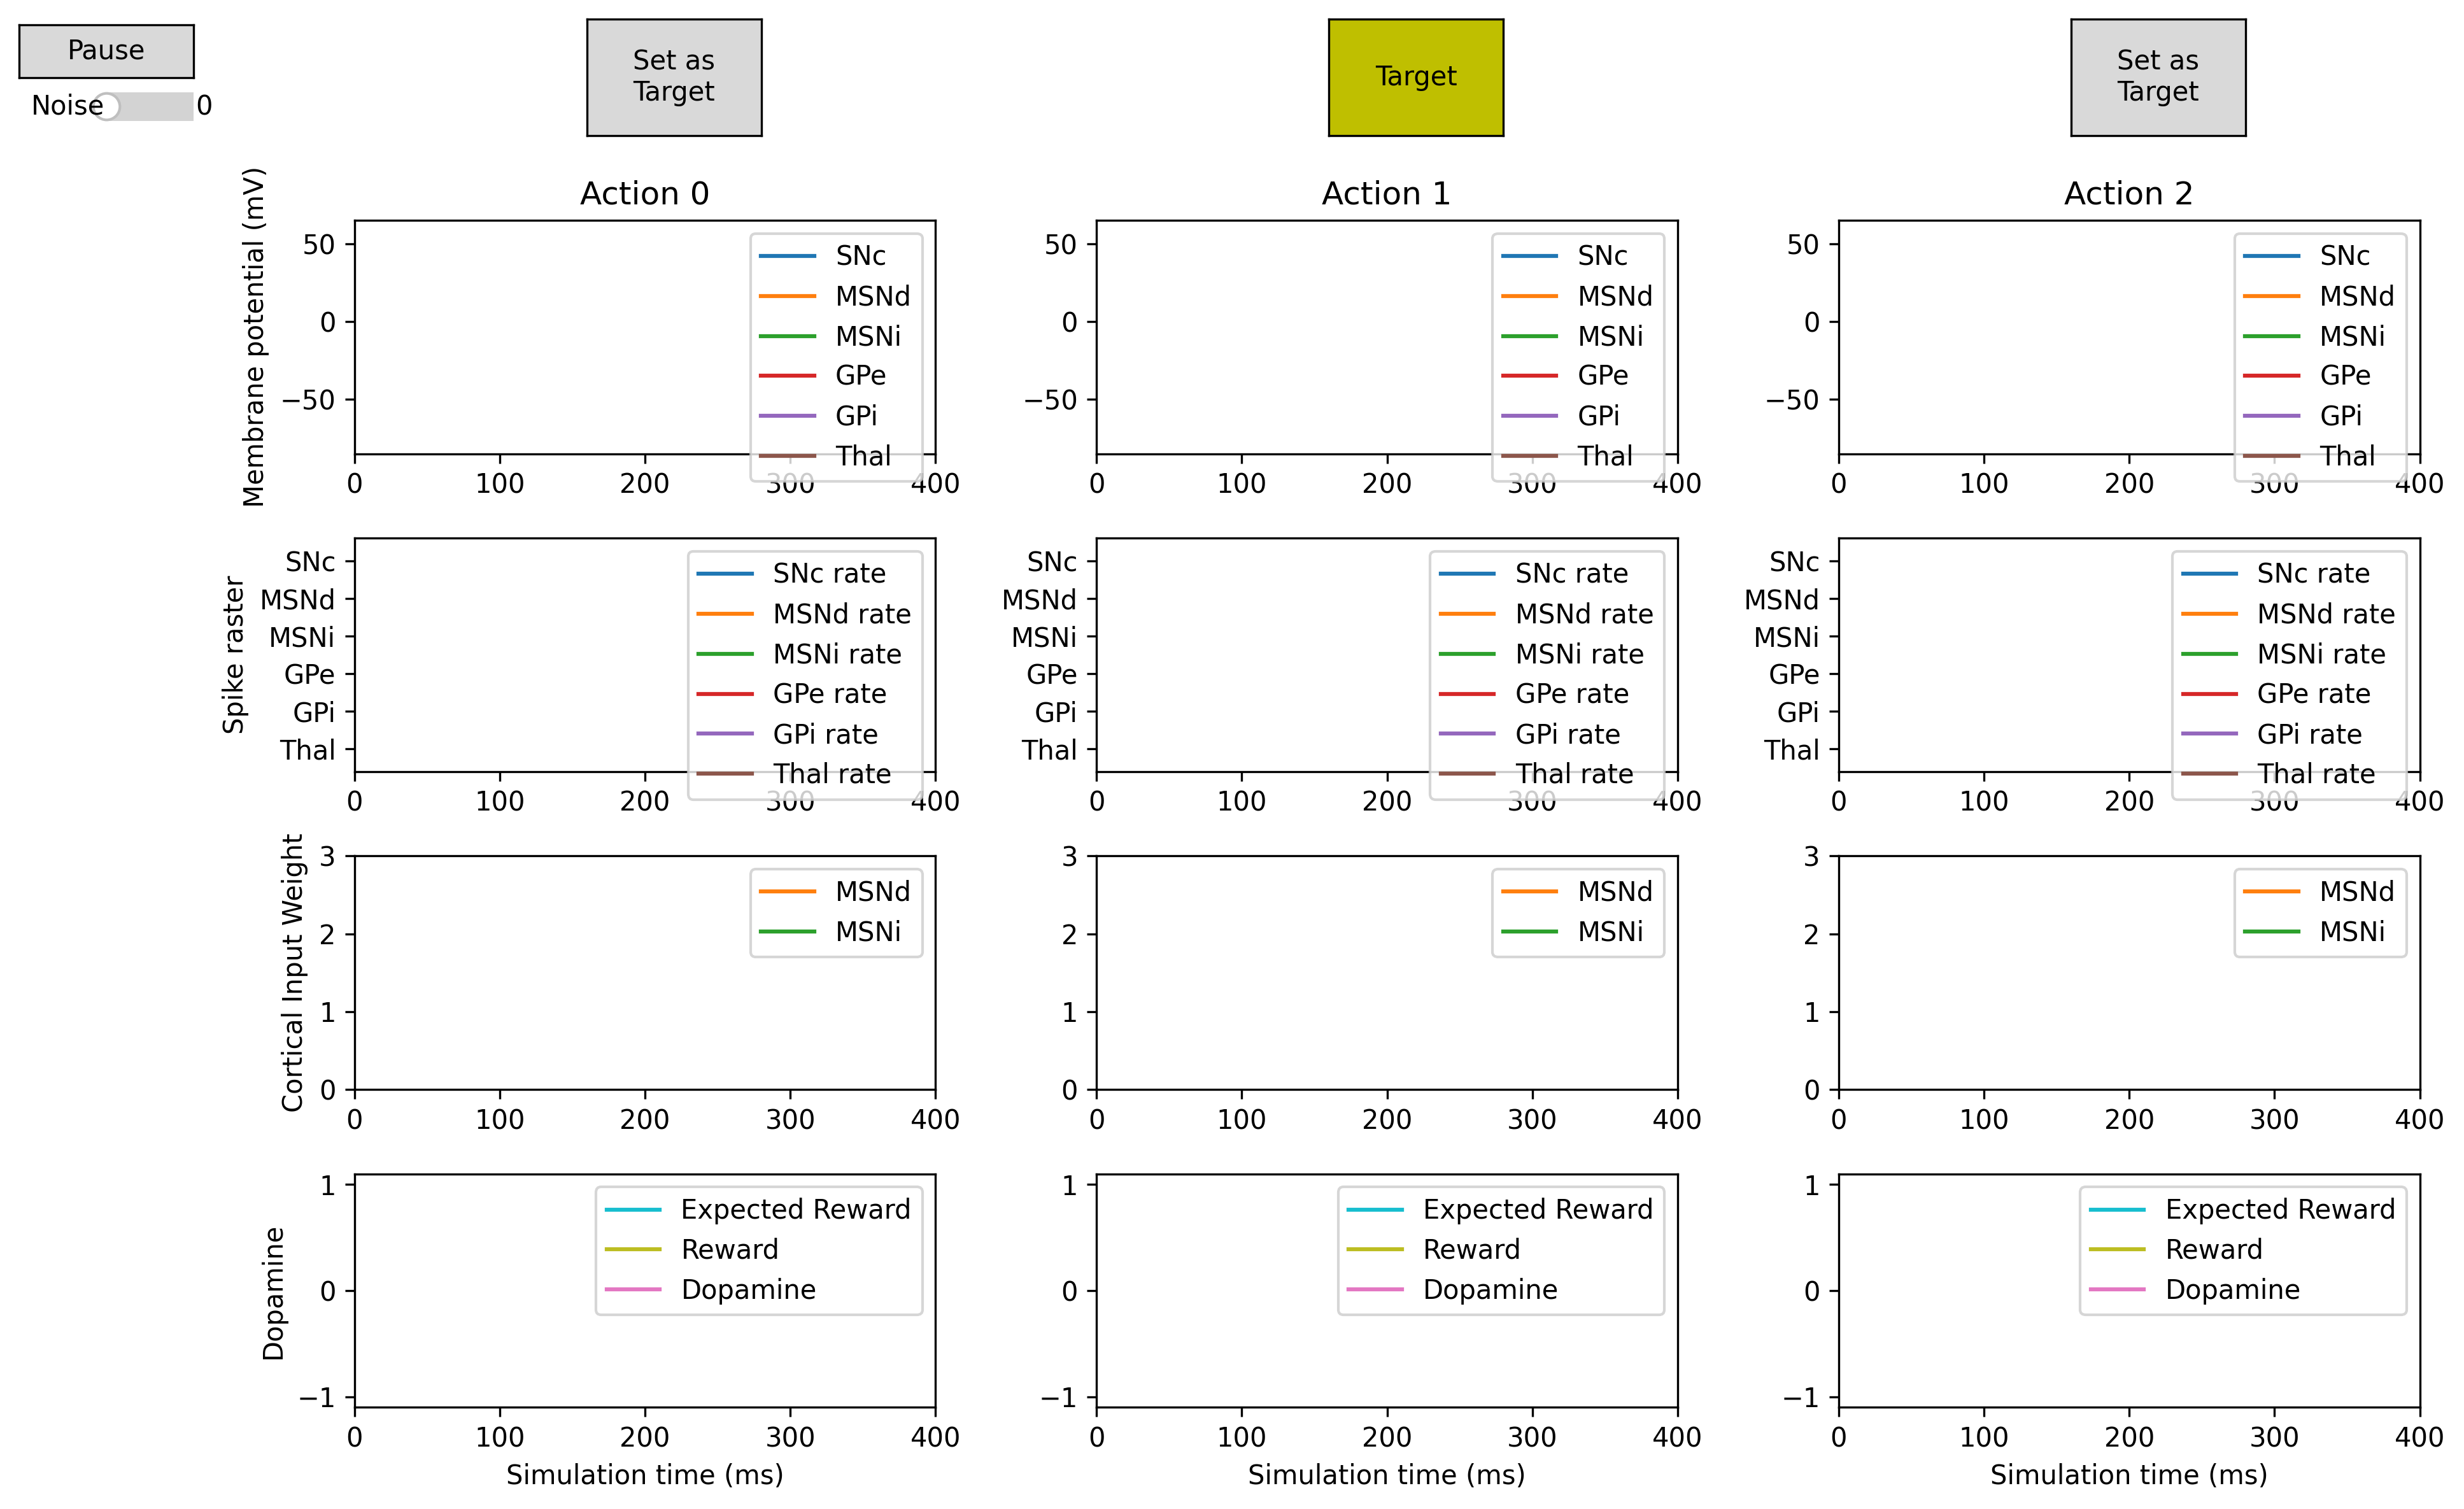 Pause
Noise 0
Set as
Target
Target
Set as
Target
Action 0
Action 1
Action 2
Membrane potential (mV)
50
0
−50
0 100 200 300 400
SNc
MSNd
MSNi
GPe
GPi
Thal
50
0
−50
0 100 200 300 400
SNc
MSNd
MSNi
GPe
GPi
Thal
50
0
−50
0 100 200 300 400
SNc
MSNd
MSNi
GPe
GPi
Thal
Spike raster
SNc
MSNd
MSNi
GPe
GPi
Thal
0 100 200 300 400
SNc rate
MSNd rate
MSNi rate
GPe rate
GPi rate
Thal rate
SNc
MSNd
MSNi
GPe
GPi
Thal
0 100 200 300 400
SNc rate
MSNd rate
MSNi rate
GPe rate
GPi rate
Thal rate
SNc
MSNd
MSNi
GPe
GPi
Thal
0 100 200 300 400
SNc rate
MSNd rate
MSNi rate
GPe rate
GPi rate
Thal rate
Cortical Input Weight
3
2
1
0
0 100 200 300 400
MSNd
MSNi
3
2
1
0
0 100 200 300 400
MSNd
MSNi
3
2
1
0
0 100 200 300 400
MSNd
MSNi
Dopamine
1
0
−1
0 100 200 300 400
Expected Reward
Reward
Dopamine
Simulation time (ms)
1
0
−1
0 100 200 300 400
Expected Reward
Reward
Dopamine
Simulation time (ms)
1
0
−1
0 100 200 300 400
Expected Reward
Reward
Dopamine
Simulation time (ms)